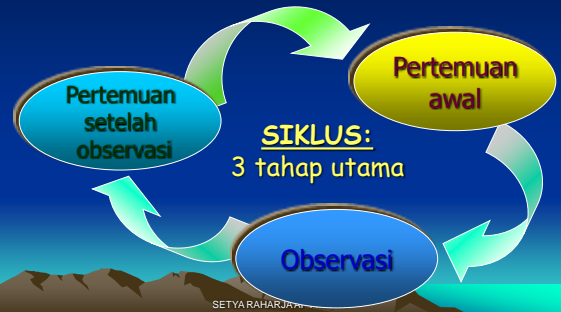 Pertemuan
awal
Pertemuan
setelah
observasi
SIKLUS:
3 tahap utama
Observasi
SETYA RAHARJA